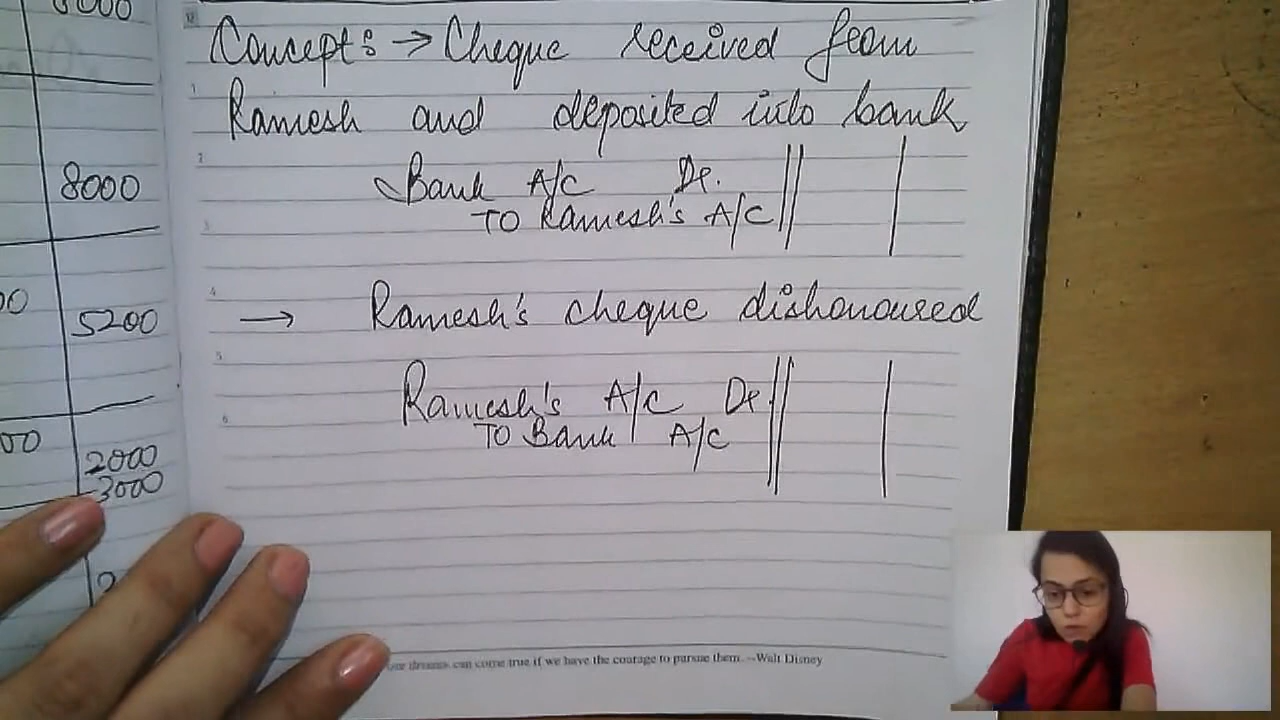 8000
5200
00
2000
3000
Concept: → Cheque received from
Ramesh and deposited into bank
Bank A/C Dr.
TO Ramesh's A/C
→ Ramesh's cheque dishonoured
Ramesh's A/C Dr.
TO Bank A/C
dreams can come true if we have the courage to pursue them. --Walt Disney